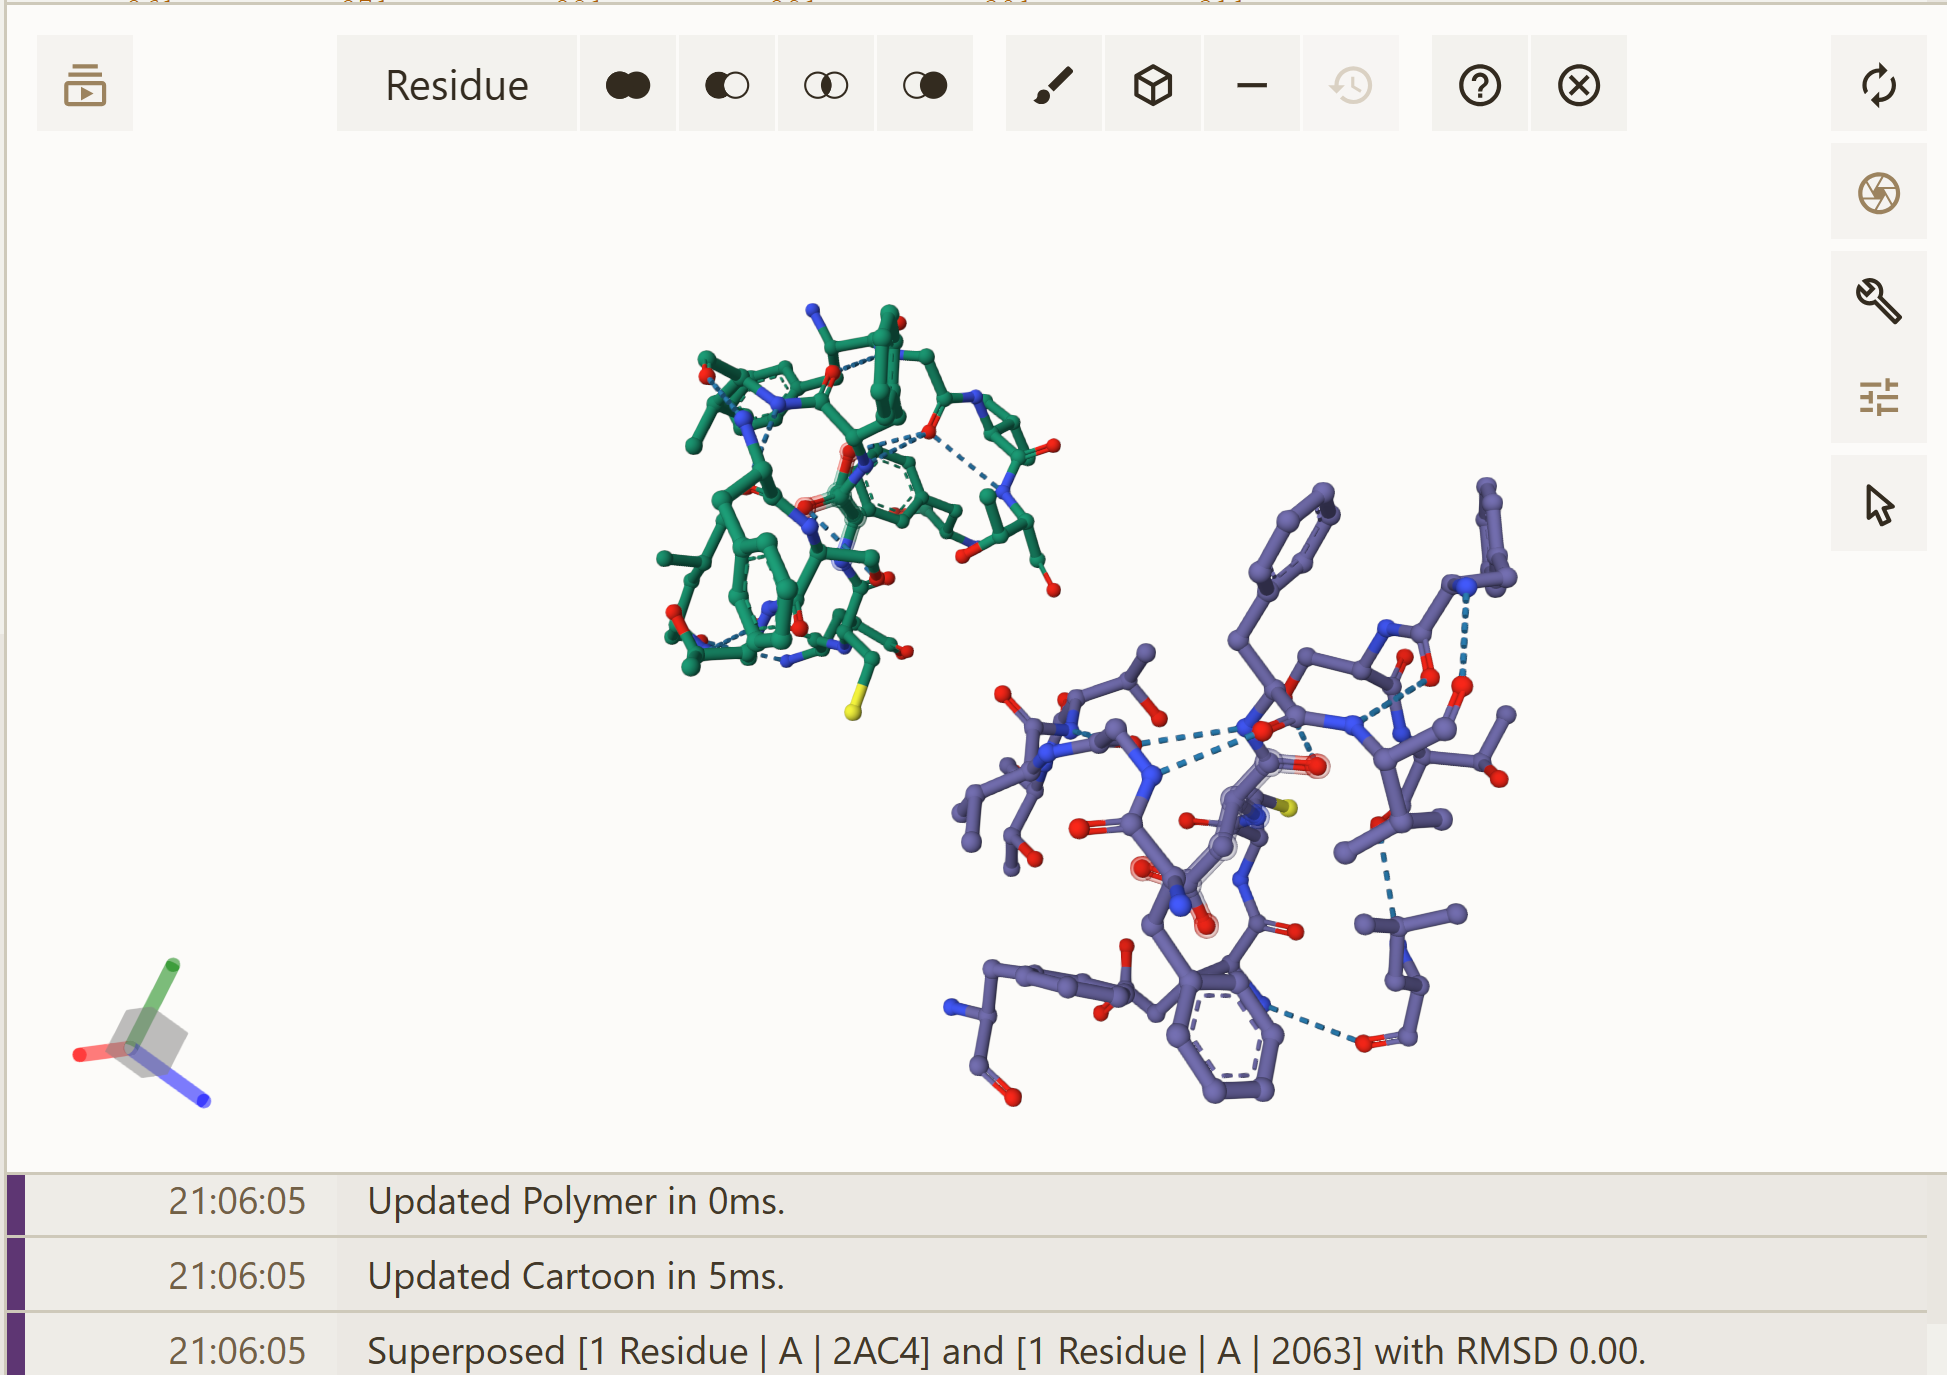 Residue
21:06:05 Updated Polymer in 0ms.
21:06:05 Updated Cartoon in 5ms.
21:06:05 Superposed [1 Residue | A | 2AC4] and [1 Residue | A | 2063] with RMSD 0.00.